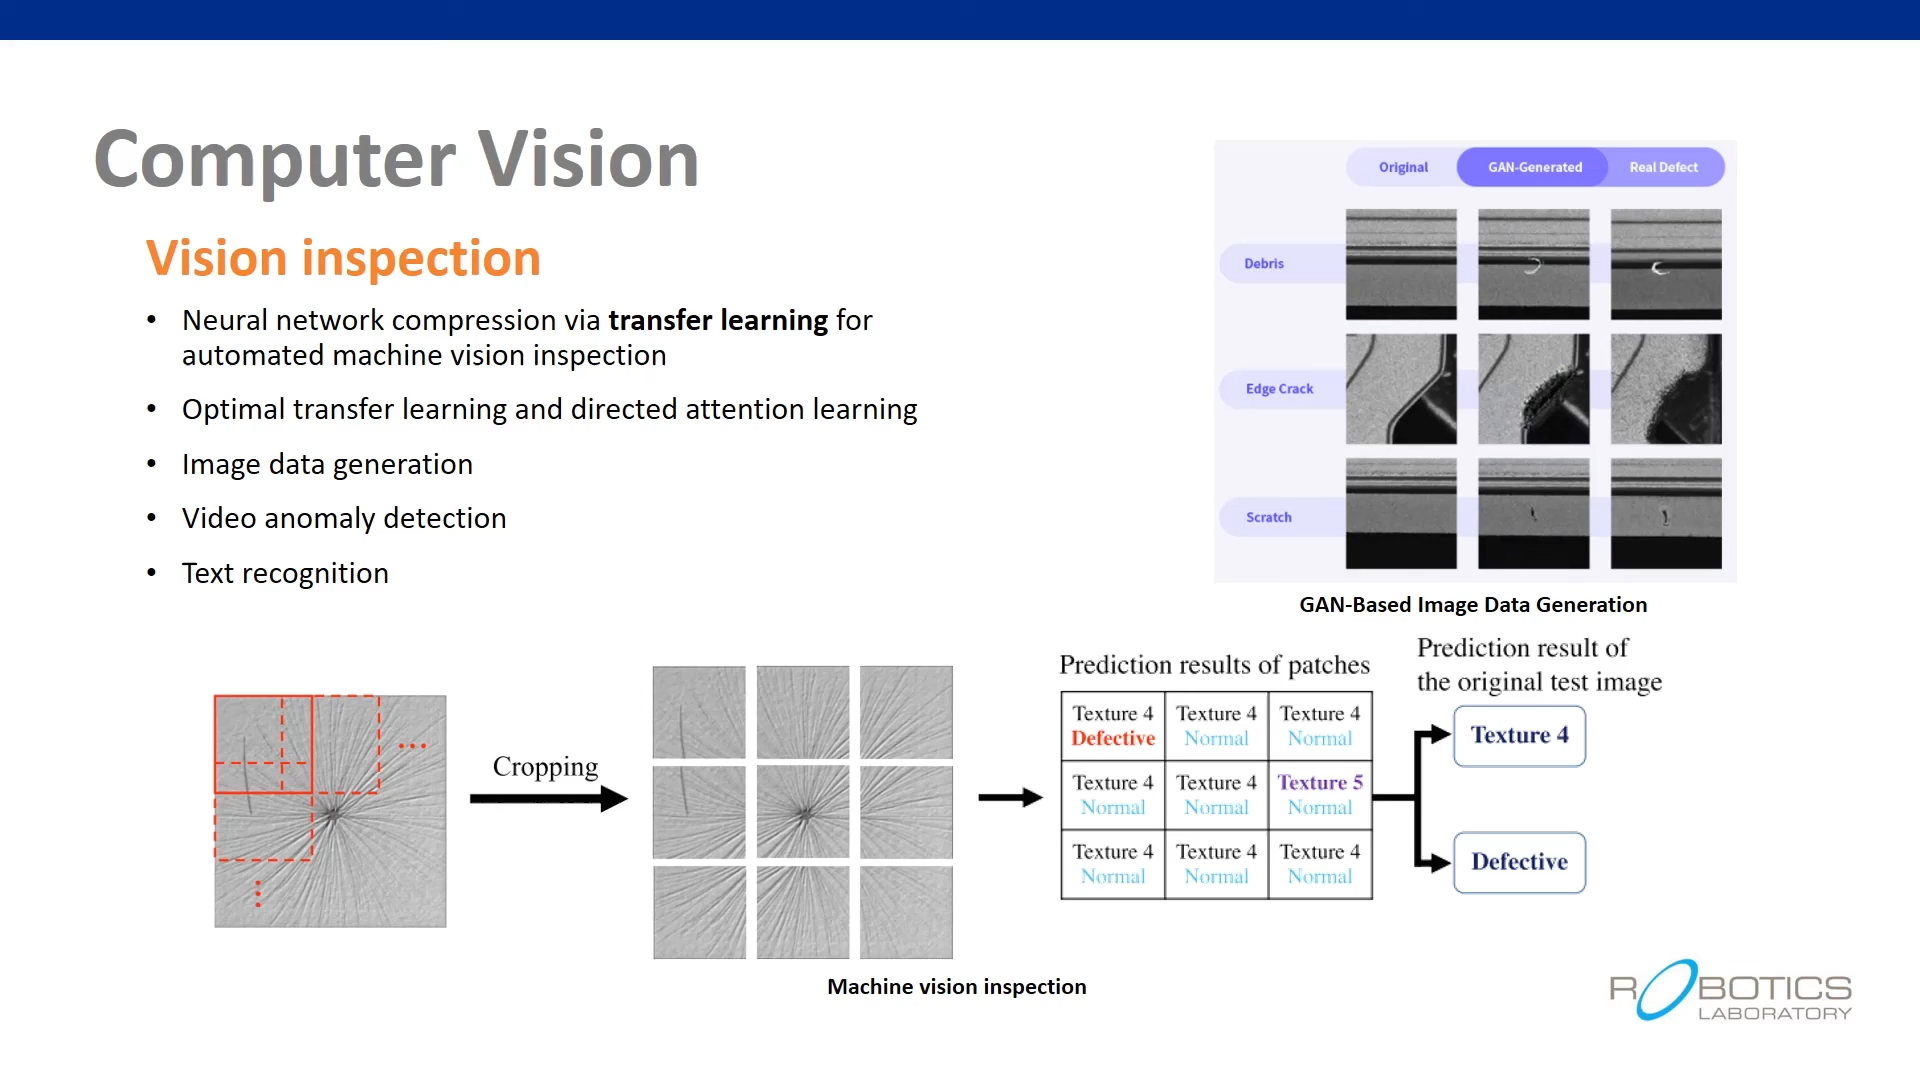 Computer Vision
Vision inspection
• Neural network compression via transfer learning for
automated machine vision inspection
• Optimal transfer learning and directed attention learning
• Image data generation
• Video anomaly detection
• Text recognition
Original GAN-Generated Real Defect
Debris
Edge Crack
Scratch
GAN-Based Image Data Generation
Cropping
Prediction results of patches
Texture 4 Texture 4 Texture 4
Defective Normal Normal
Texture 4 Texture 4 Texture 5
Normal Normal Normal
Texture 4 Texture 4 Texture 4
Normal Normal Normal
Prediction result of
the original test image
Texture 4
Defective
Machine vision inspection
ROBOTICS
LABORATORY